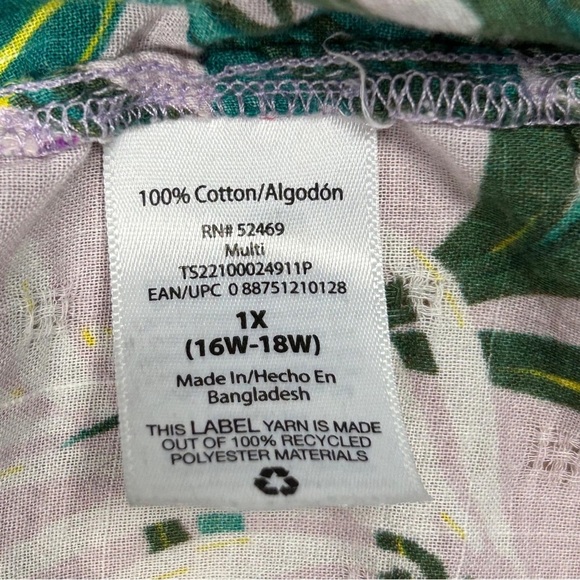 100% Cotton/Algodón
RN# 52469
Multi
TS22100024911P
EAN/UPC 0 88751210128
1X
(16W-18W)
Made In/Hecho En
Bangladesh
THIS LABEL YARN IS MADE
OUT OF 100% RECYCLED
POLYESTER MATERIALS